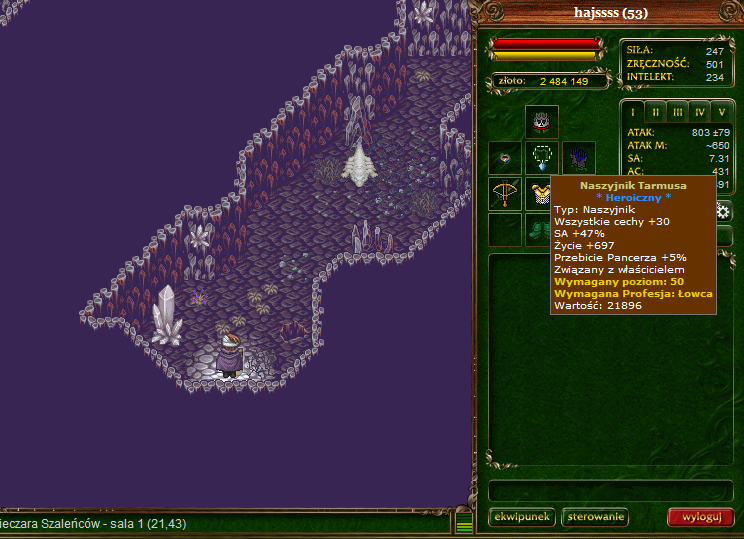 hajssss (53)
SIŁA: 247
ZRĘCZNOŚĆ: 501
INTELEKT: 234
złoto: 2 484 149
I II III IV V
ATAK: 803 ±79
ATAK M: ~650
SA: 7.31
AC: 431
91
Naszyjnik Tarmusa
* Heroiczny *
Typ: Naszyjnik
Wszystkie cechy +30
SA +47%
Życie +697
Przebicie Pancerza +5%
Związany z właścicielem
Wymagany poziom: 50
Wymagana Profesja: Łowca
Wartość: 21896
ekwipunek sterowanie wyloguj
ieczara Szaleńców - sala 1 (21,43)